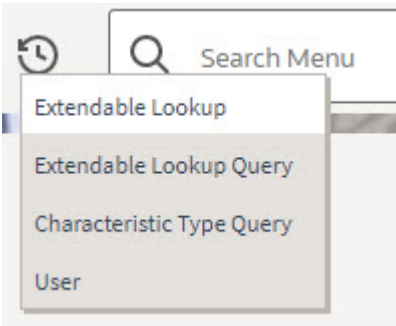 Search Menu
Extendable Lookup
Extendable Lookup Query
Characteristic Type Query
User